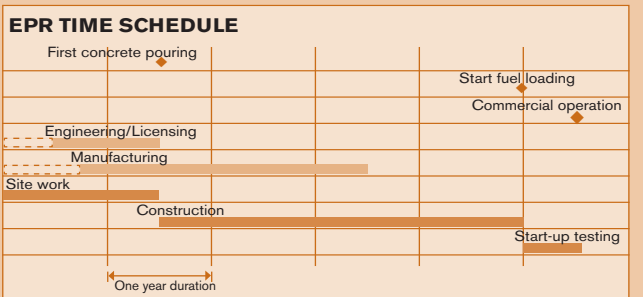 EPR TIME SCHEDULE
First concrete pouring
Start fuel loading
Commercial operation
Engineering/Licensing
Manufacturing
Site work
Construction
Start-up testing
One year duration